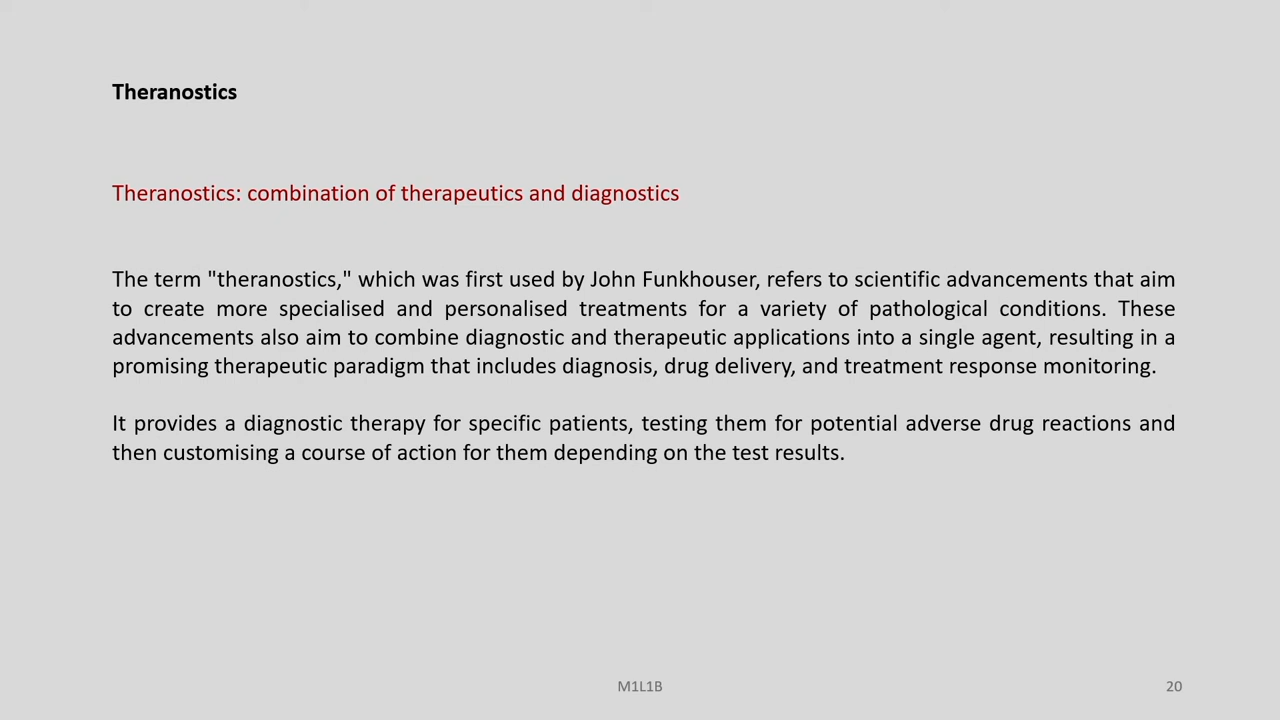 Theranostics
Theranostics: combination of therapeutics and diagnostics
The term "theranostics," which was first used by John Funkhouser, refers to scientific advancements that aim
to create more specialised and personalised treatments for a variety of pathological conditions. These
advancements also aim to combine diagnostic and therapeutic applications into a single agent, resulting in a
promising therapeutic paradigm that includes diagnosis, drug delivery, and treatment response monitoring.
It provides a diagnostic therapy for specific patients, testing them for potential adverse drug reactions and
then customising a course of action for them depending on the test results.
M1L1B
20